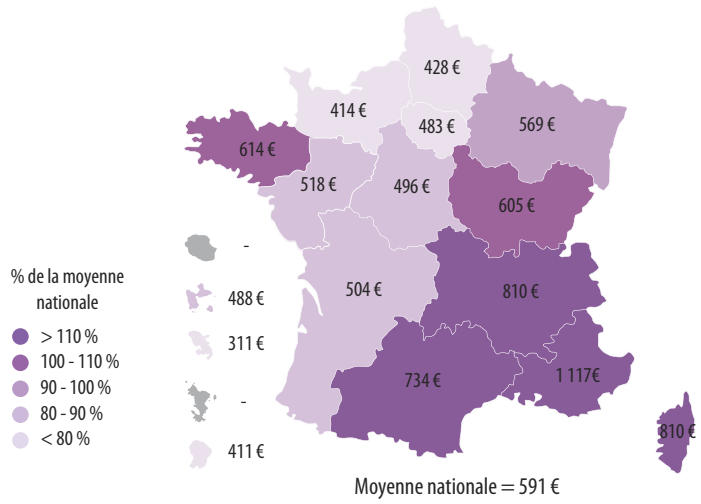 428 €
414 €
483 €
569 €
614 €
518 €
496 €
605 €
-
504 €
810 €
488 €
311 €
734 €
1 117€
-
411 €
810 €
% de la moyenne
nationale
> 110 %
100 - 110 %
90 - 100 %
80 - 90 %
< 80 %
Moyenne nationale = 591 €